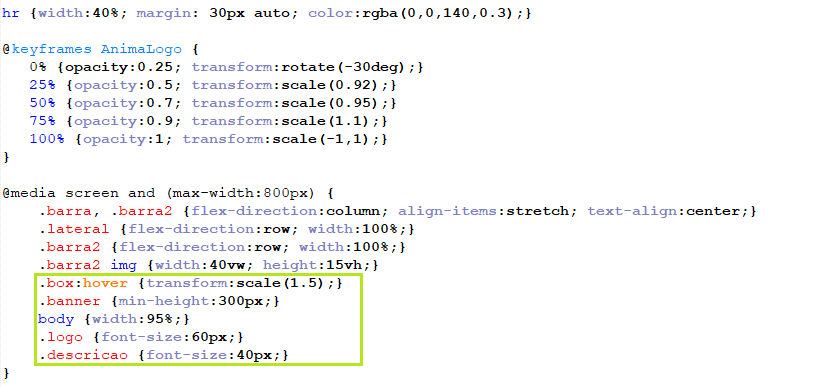 hr {width:40%; margin: 30px auto; color:rgba(0,0,140,0.3);}
@keyframes AnimaLogo {
0% {opacity:0.25; transform:rotate(-30deg);}
25% {opacity:0.5; transform:scale(0.92);}
50% {opacity:0.7; transform:scale(0.95);}
75% {opacity:0.9; transform:scale(1.1);}
100% {opacity:1; transform:scale(-1,1);}
}
@media screen and (max-width:800px) {
.barra, .barra2 {flex-direction:column; align-items:stretch; text-align:center;}
.lateral {flex-direction:row; width:100%;}
.barra2 {flex-direction:row; width:100%;}
.barra2 img {width:40vw; height:15vh;}
.box:hover {transform:scale(1.5);}
.banner {min-height:300px;}
body {width:95%;}
.logo {font-size:60px;}
.descricao {font-size:40px;}
}